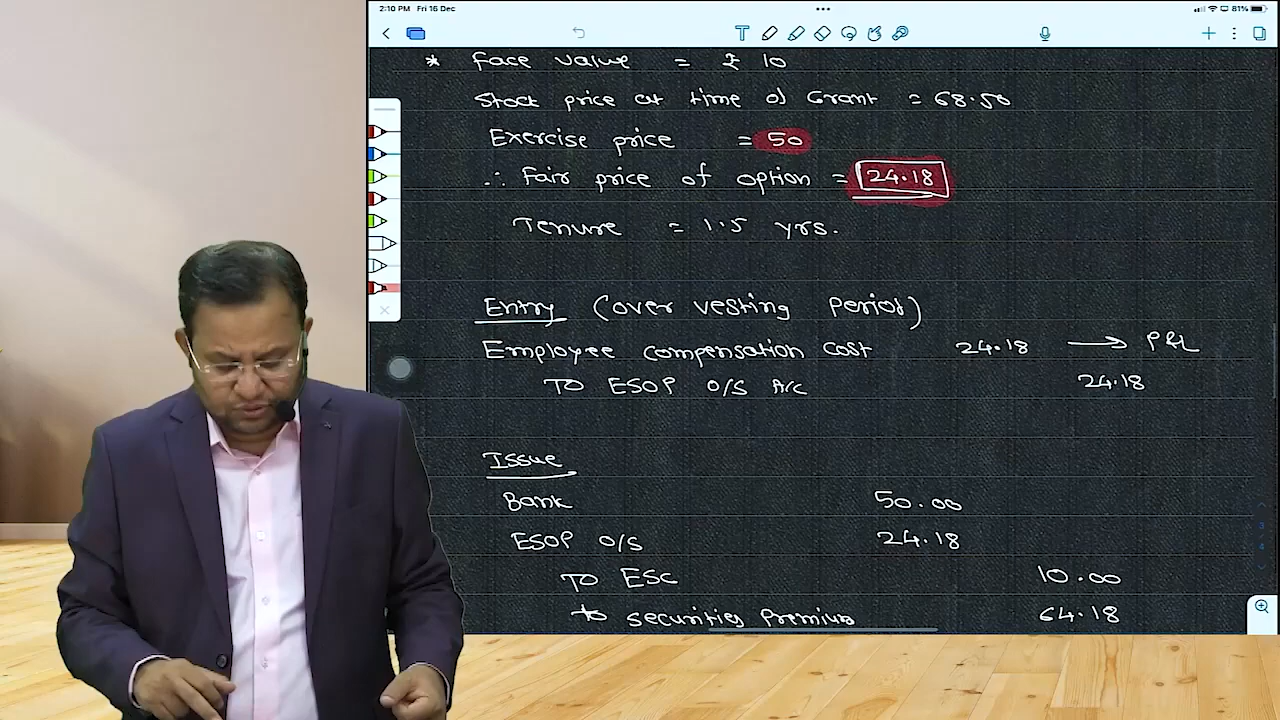 2:10 PM Fri 16 Dec
81%
* Face value = ₹ 10
Stock price at time of Grant = 68.50
Exercise price = 50
∴ Fair price of option = 24.18
Tenure = 1.5 yrs.
Entry (over vesting period)
Employee compensation cost 24.18 → P&L
TO ESOP O/S A/C 24.18
Issue
Bank 50.00
ESOP O/S 24.18
TO ESC 10.00
to securities premium 64.18